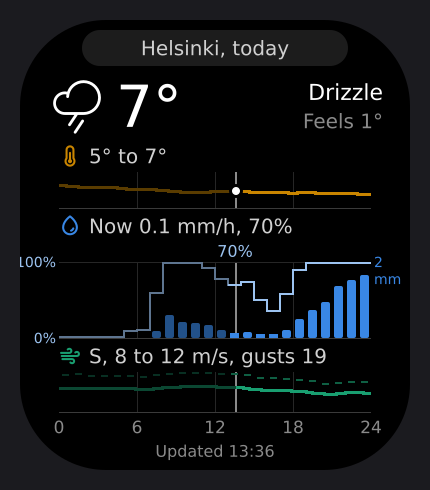 Helsinki, today
7°
Drizzle
Feels 1°
5° to 7°
Now 0.1 mm/h, 70%
70%
100%
2 mm
0%
S, 8 to 12 m/s, gusts 19
0 6 12 18 24
Updated 13:36